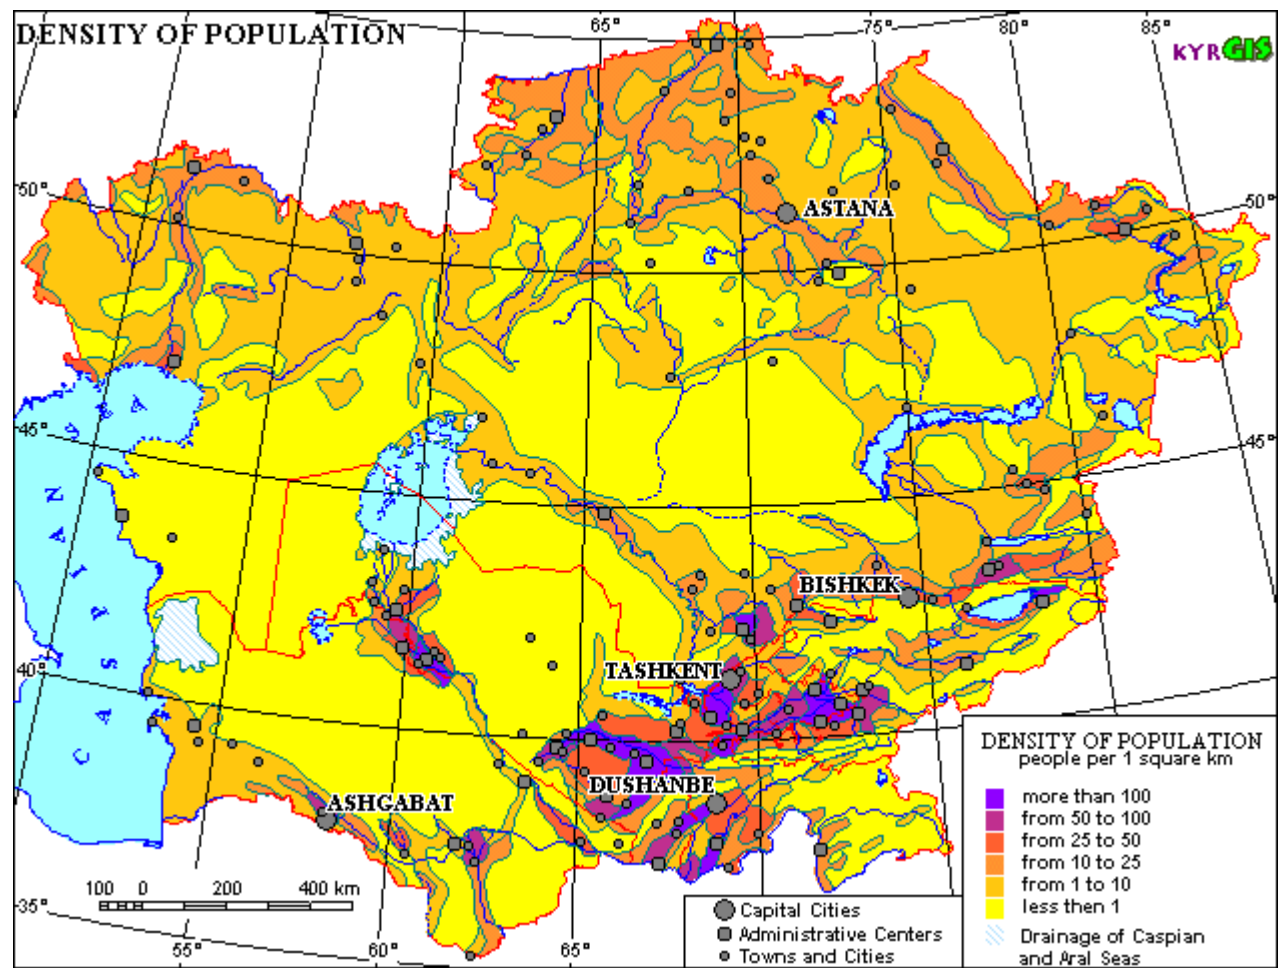 DENSITY OF POPULATION
65°
75°
80°
85°
KYRGIS
50°
ASTANA
50°
45°
45°
CASPIAN SEA
BISHKEK
40°
TASHKENT
DUSHANBE
ASHGABAT
DENSITY OF POPULATION
people per 1 square km
more than 100
from 50 to 100
from 25 to 50
from 10 to 25
from 1 to 10
less then 1
Drainage of Caspian
and Aral Seas
100 0 200 400 km
Capital Cities
Administrative Centers
Towns and Cities
35°
55°
60°
65°